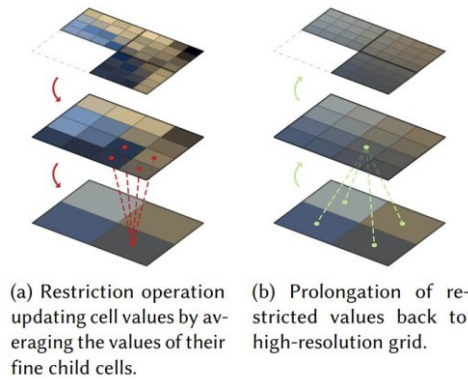 (a) Restriction operation
updating cell values by av-
eraging the values of their
fine child cells.
(b) Prolongation of re-
stricted values back to
high-resolution grid.